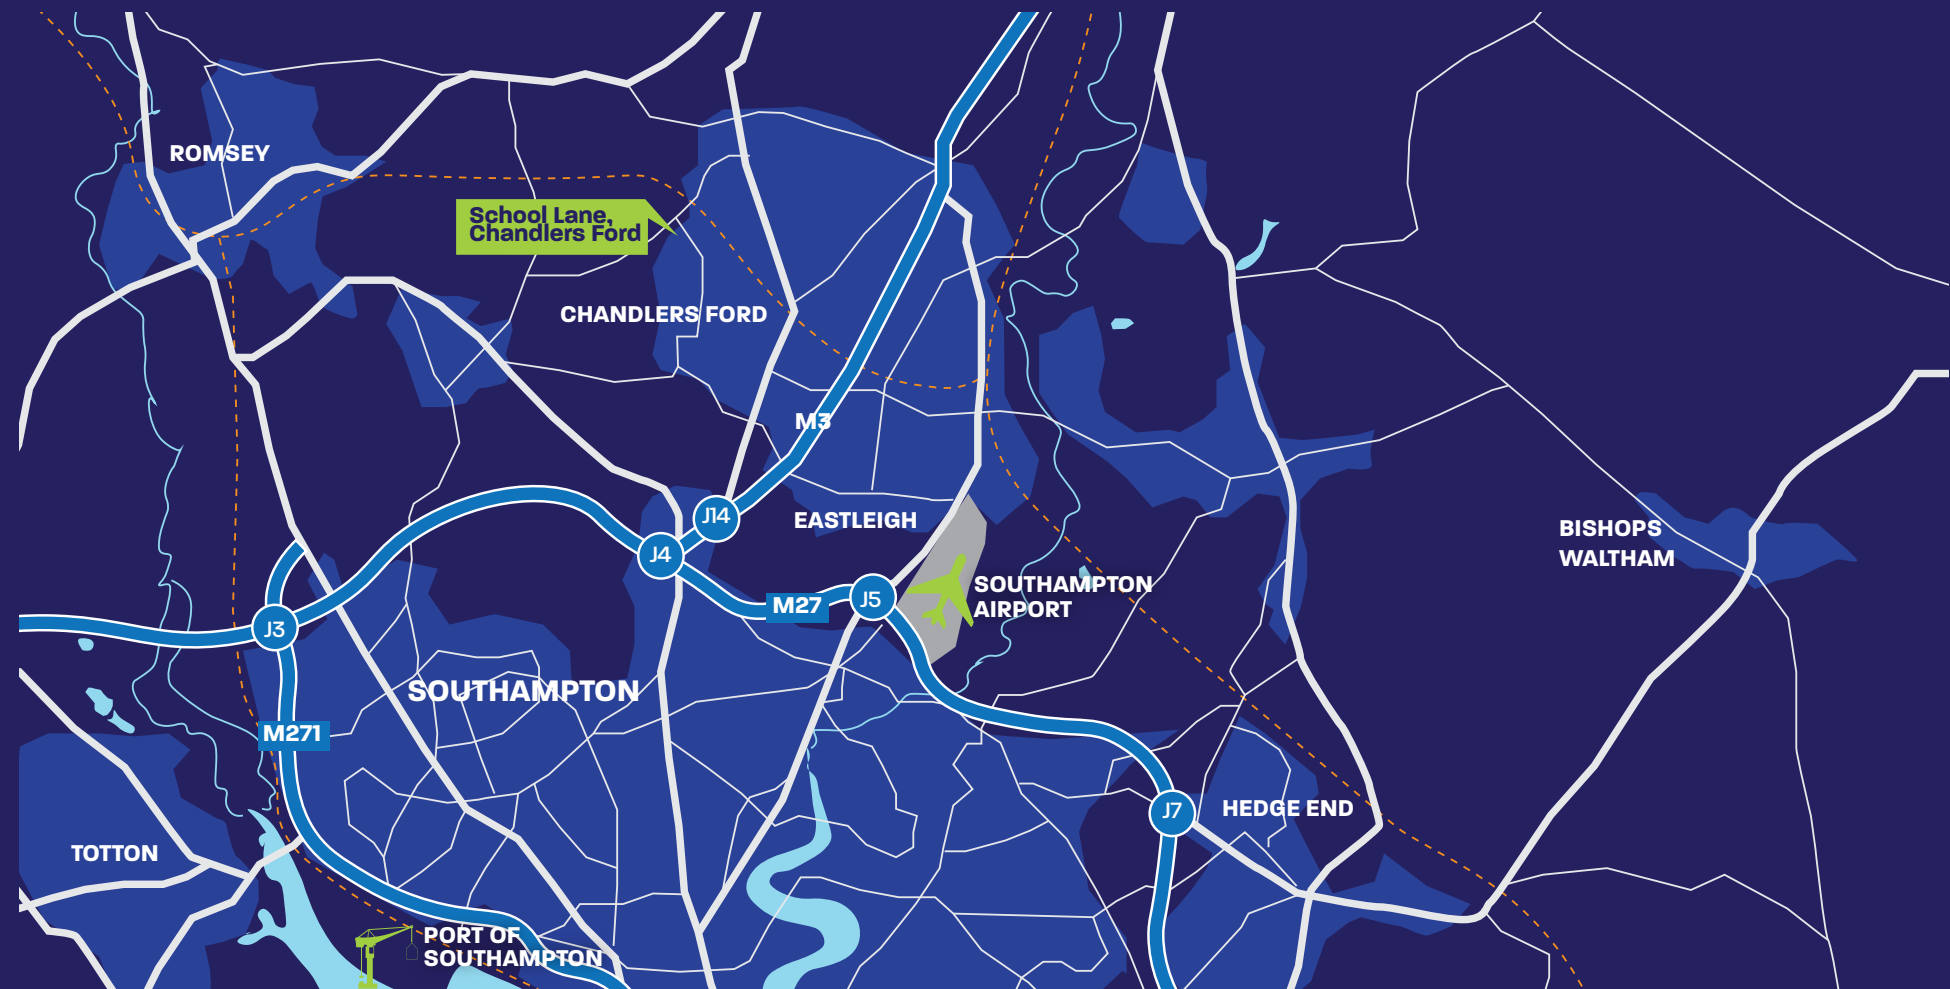 ROMSEY
School Lane,
Chandlers Ford
CHANDLERS FORD
M3
J14
EASTLEIGH
J4
BISHOPS
WALTHAM
SOUTHAMPTON
AIRPORT
J5
M27
J3
SOUTHAMPTON
M271
HEDGE END
J7
TOTTON
PORT OF
SOUTHAMPTON